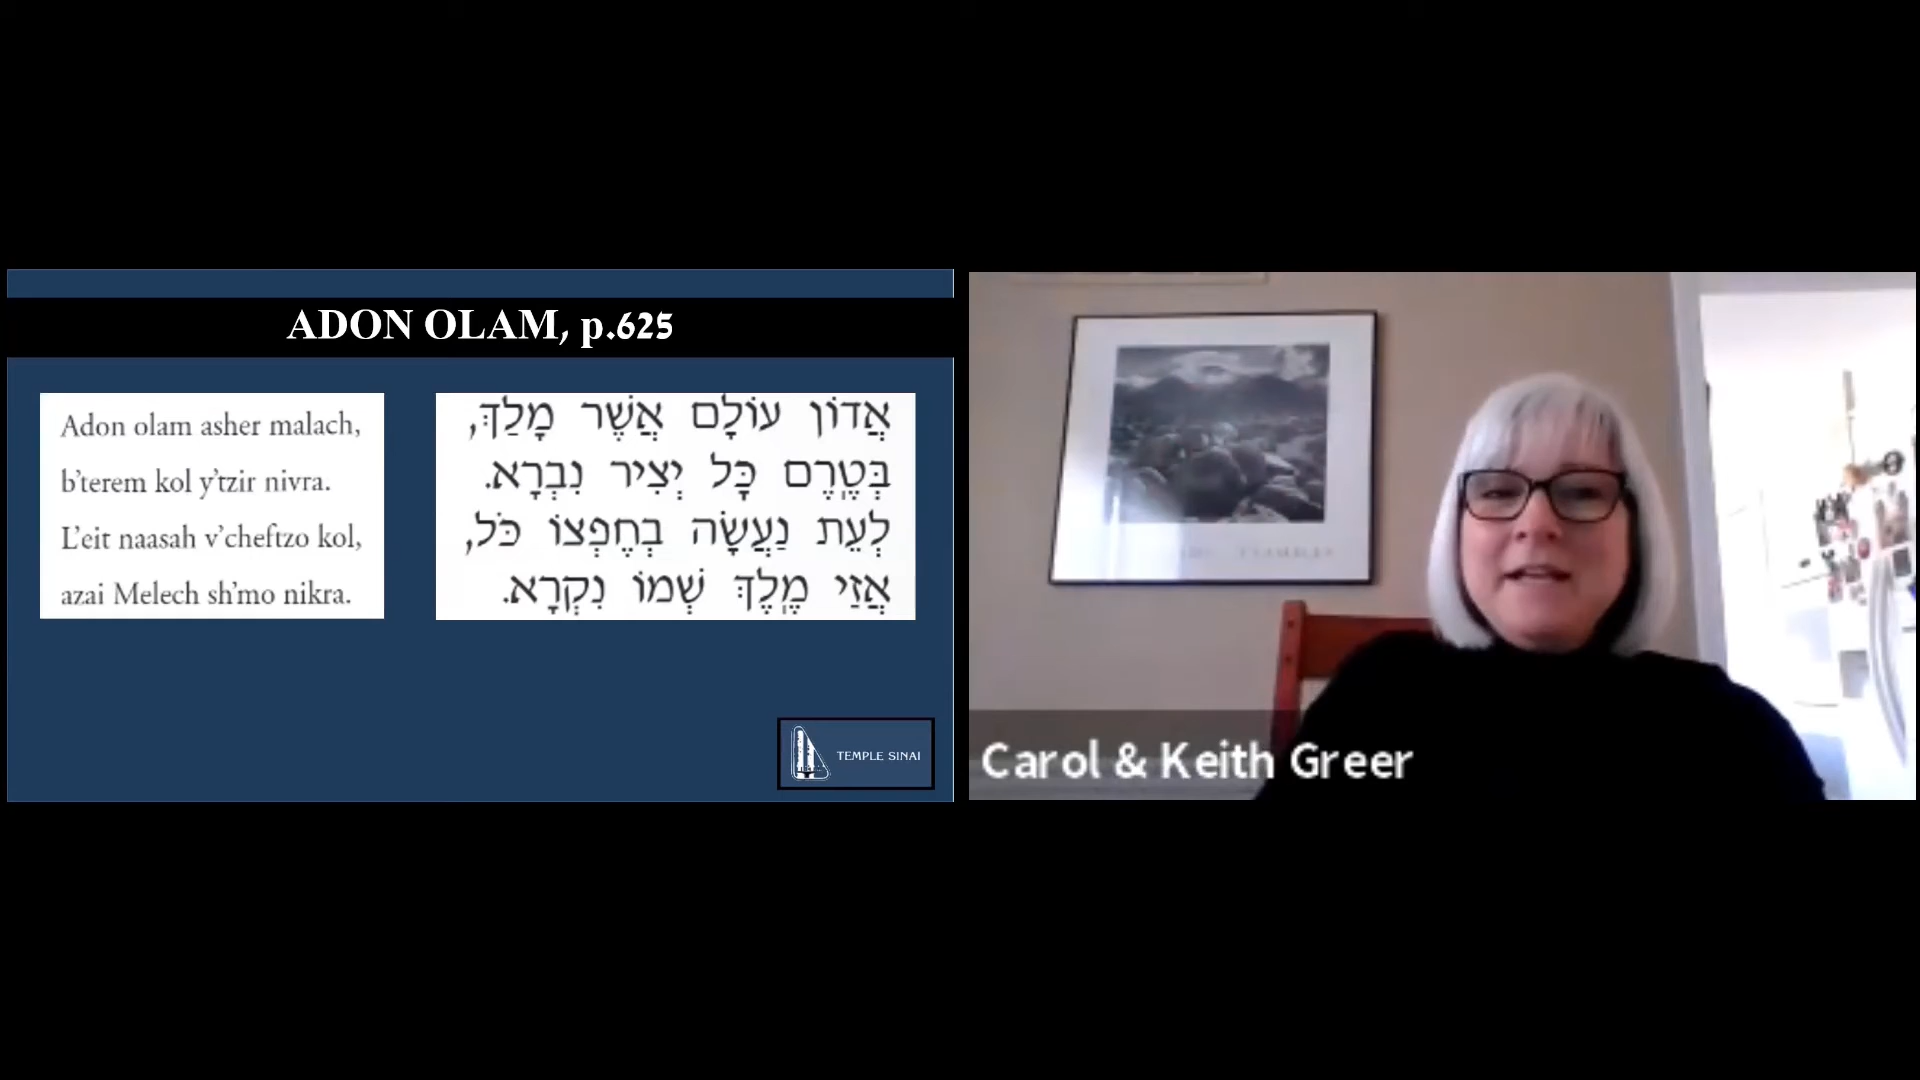 ADON OLAM, p.625
Adon olam asher malach,
b’terem kol y’tzir nivra.
L’eit naasah v’cheftzo kol,
azai Melech sh’mo nikra.
אֲדוֹן עוֹלָם אֲשֶׁר מָלַךְ,
בְּטֶֽרֶם כָּל יְצִיר נִבְרָא.
לְעֵת נַעֲשָׂה בְחֶפְצוֹ כֹּל,
אֲזַי מֶֽלֶךְ שְׁמוֹ נִקְרָא.
TEMPLE SINAI
Carol & Keith Greer